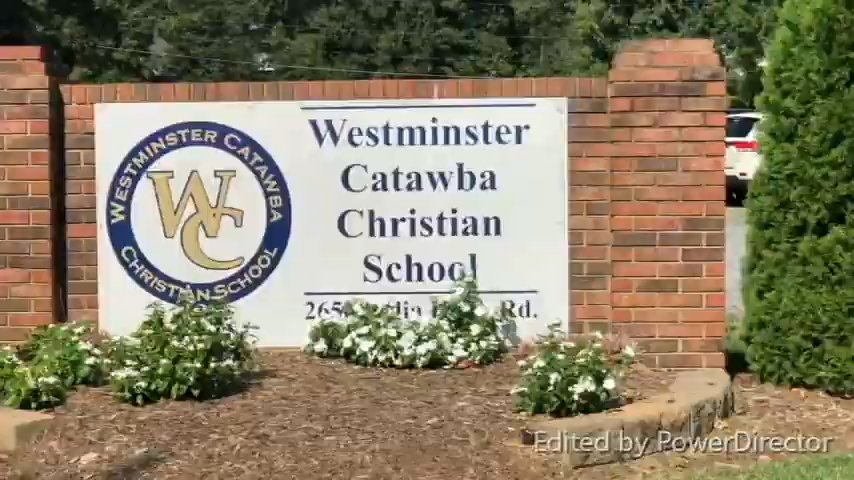 WESTMINSTER CATAWBA
CHRISTIAN SCHOOL
WC
Westminster
Catawba
Christian
School
Rd.
Edited by PowerDirector